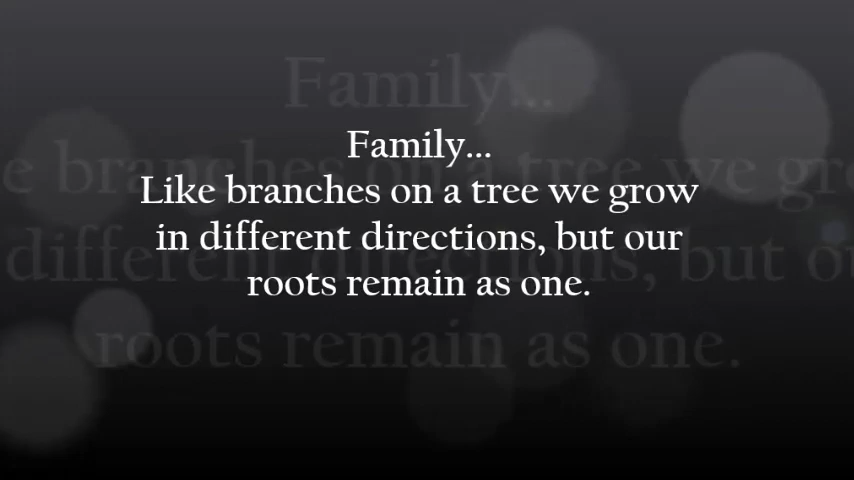 Family...
Like branches on a tree we grow
in different directions, but our
roots remain as one.